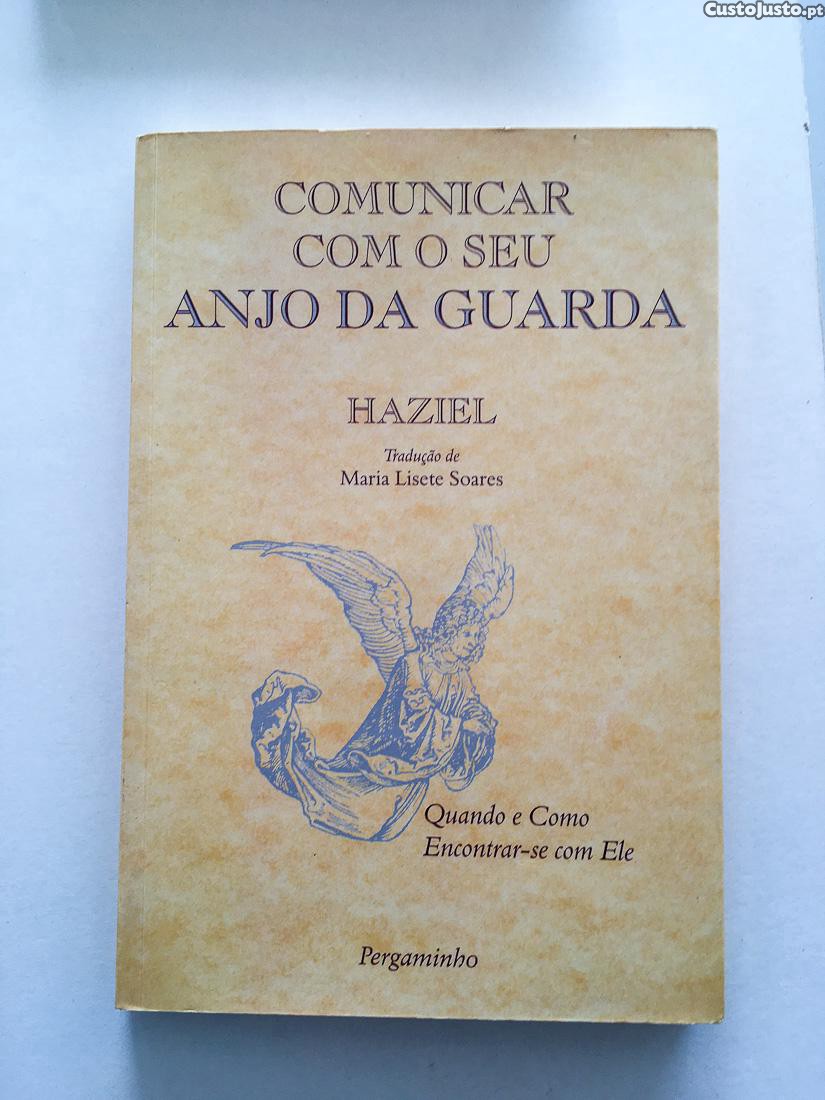 CustoJusto.pt
COMUNICAR
COM O SEU
ANJO DA GUARDA
HAZIEL
Tradução de
Maria Lisete Soares
Quando e Como
Encontrar-se com Ele
Pergaminho